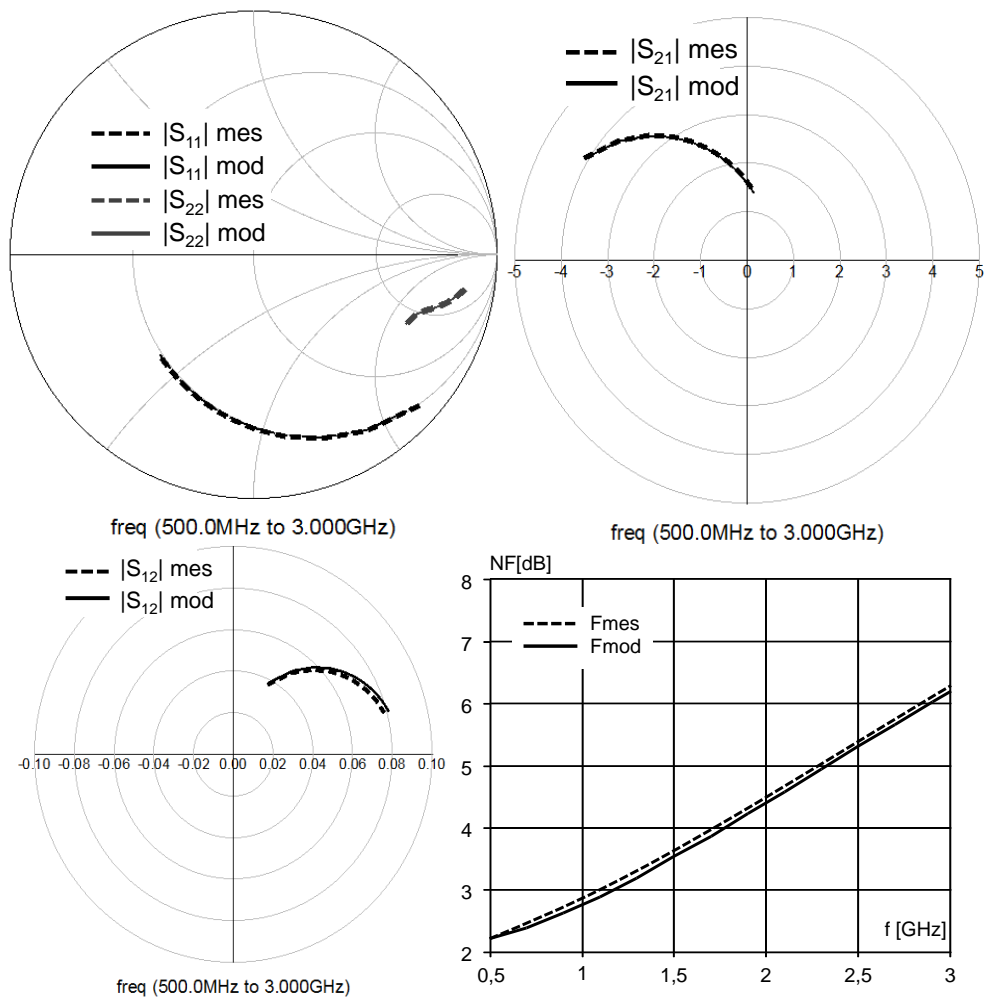 |S₁₁| mes
|S₁₁| mod
|S₂₂| mes
|S₂₂| mod
freq (500.0MHz to 3.000GHz)
|S₂₁| mes
|S₂₁| mod
-5 -4 -3 -2 -1 0 1 2 3 4 5
freq (500.0MHz to 3.000GHz)
|S₁₂| mes
|S₁₂| mod
-0.10 -0.08 -0.06 -0.04 -0.02 0.00 0.02 0.04 0.06 0.08 0.10
freq (500.0MHz to 3.000GHz)
NF[dB]
8
7
6
5
4
3
2
Fmes
Fmod
f [GHz]
0,5 1 1,5 2 2,5 3